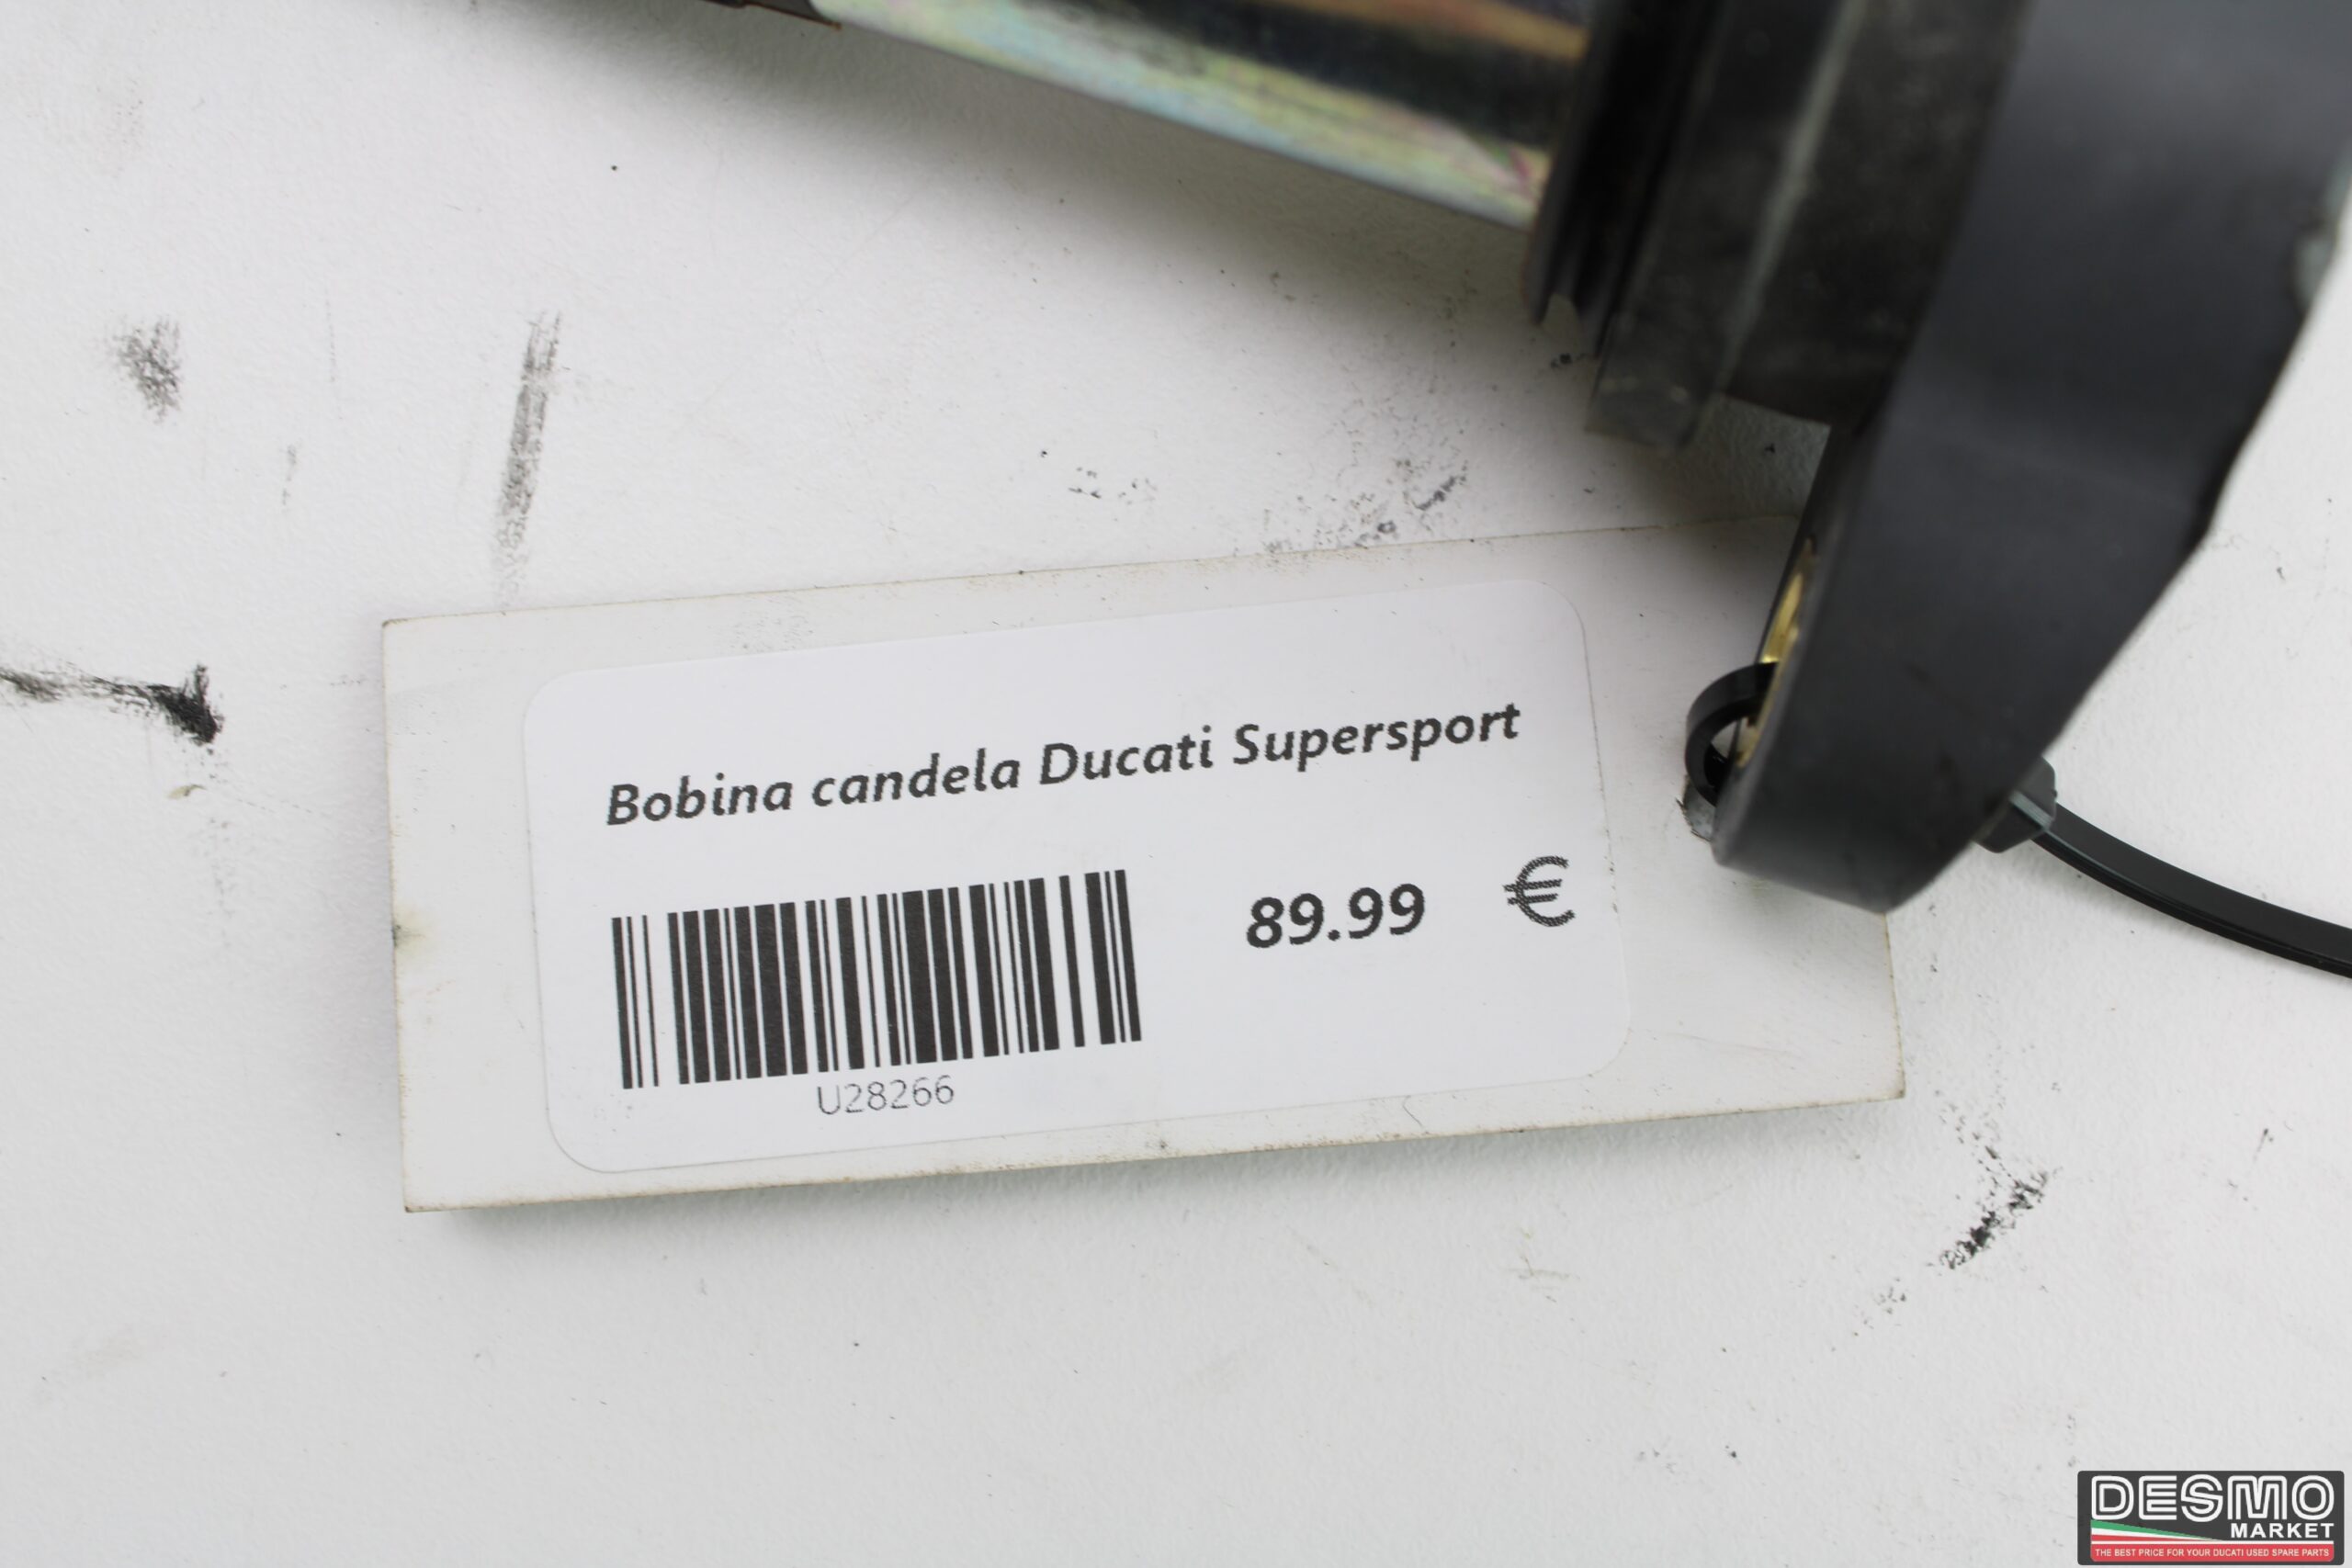 Bobina candela Ducati Supersport
89.99 €
U28266
DESMO
MARKET
THE BEST PRICE FOR YOUR DUCATI USED SPARE PARTS